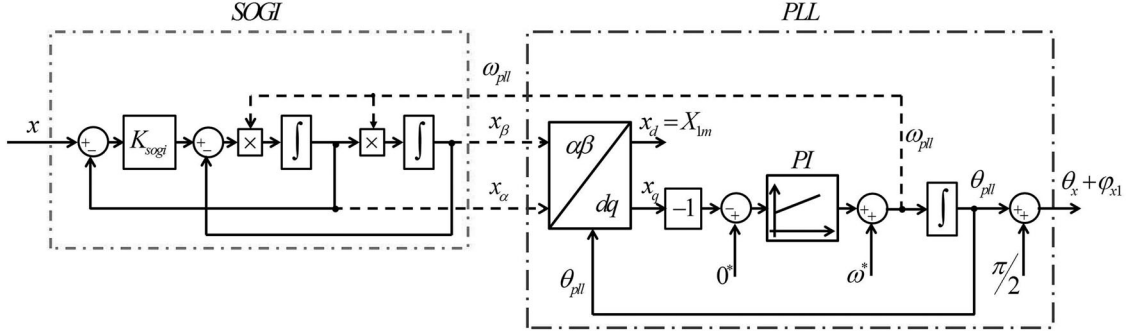 SOGI
PLL
x
+
−
K_sogi
+
−
×
∫
×
∫
ω_pll
x_β
x_α
αβ
dq
x_d = X_1m
x_q
−1
−
+
0*
PI
+
+
ω*
ω_pll
∫
θ_pll
+
+
π/2
θ_x + φ_x1
θ_pll